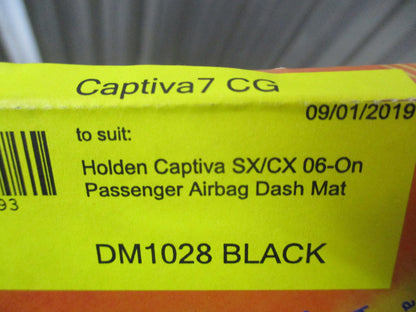 Captiva7 CG
09/01/2019
to suit:
Holden Captiva SX/CX 06-On
Passenger Airbag Dash Mat
93
DM1028 BLACK